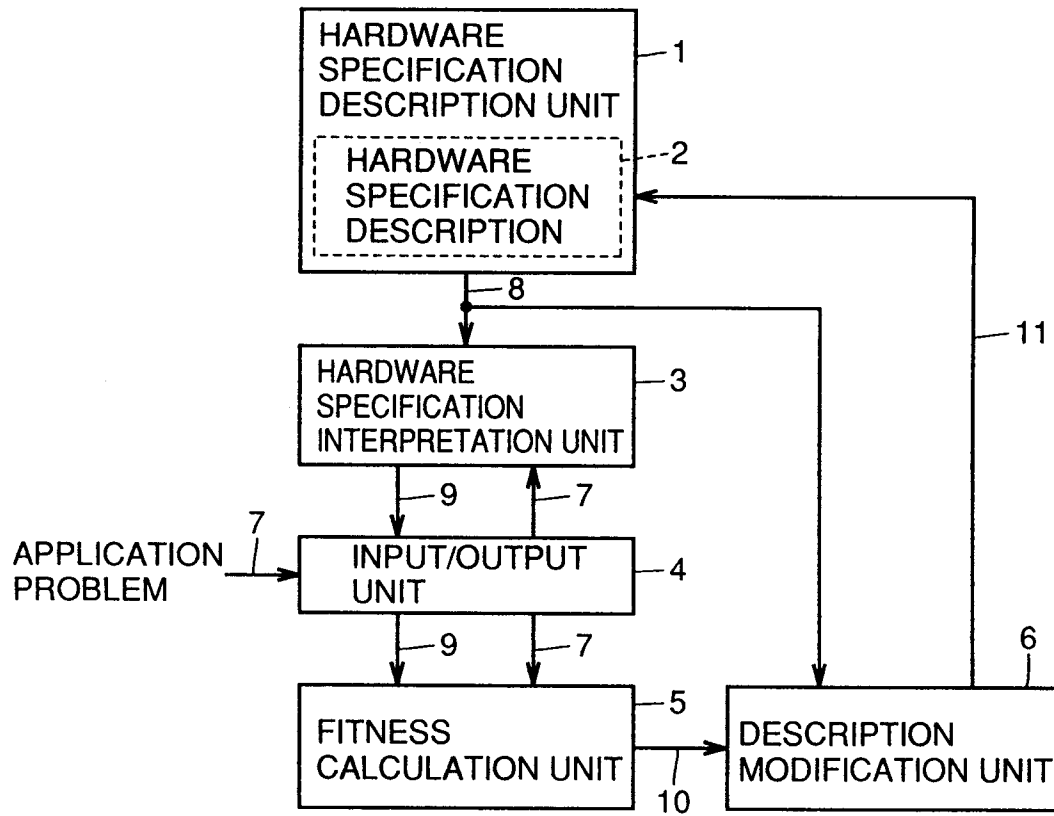 HARDWARE
SPECIFICATION
DESCRIPTION UNIT
1
HARDWARE
SPECIFICATION
DESCRIPTION
2
8
11
HARDWARE
SPECIFICATION
INTERPRETATION UNIT
3
9
7
APPLICATION
PROBLEM
7
INPUT/OUTPUT
UNIT
4
9
7
FITNESS
CALCULATION UNIT
5
10
DESCRIPTION
MODIFICATION UNIT
6